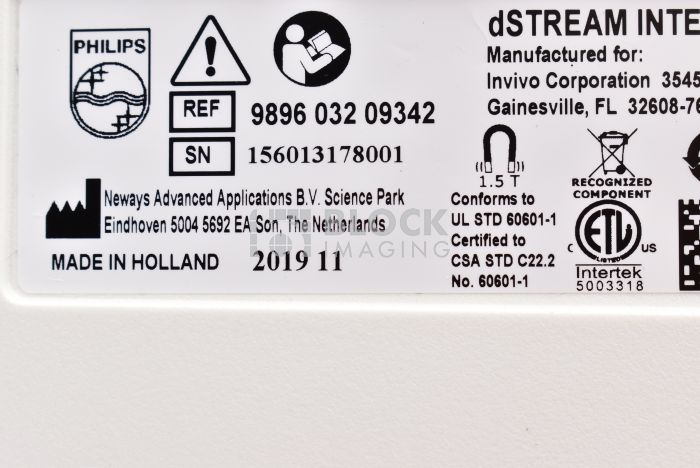 dSTREAM INTE
PHILIPS
Manufactured for:
Invivo Corporation 3545
Gainesville, FL 32608-76
REF 9896 032 09342
SN 156013178001
1.5 T
RECOGNIZED
COMPONENT
Neways Advanced Applications B.V. Science Park
Eindhoven 5004 5692 EA Son, The Netherlands
MADE IN HOLLAND 2019 11
Conforms to
UL STD 60601-1
Certified to
CSA STD C22.2
No. 60601-1
C ETL US
LISTED
Intertek
5003318
BLOCK
IMAGING